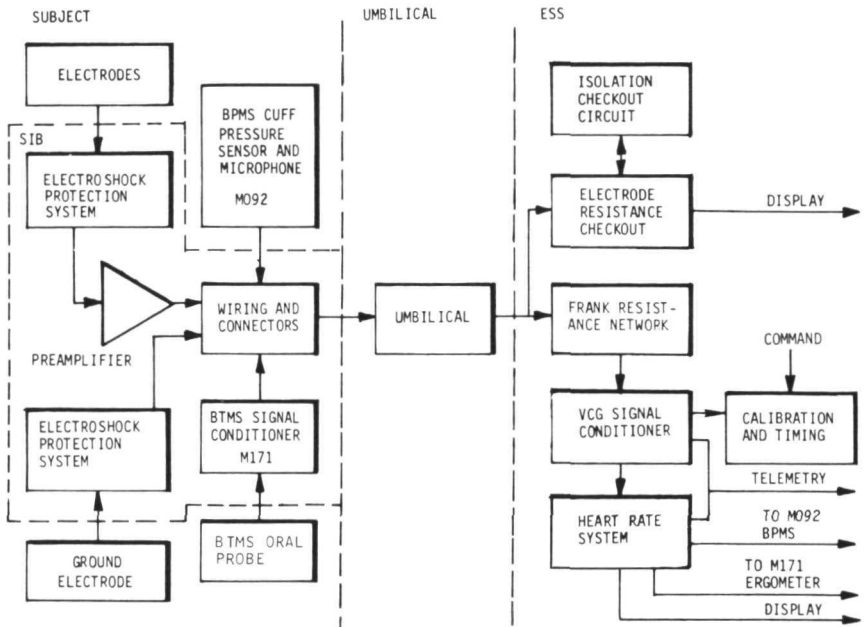 SUBJECT
UMBILICAL
ESS
ELECTRODES
SIB
ELECTROSHOCK
PROTECTION
SYSTEM
BPMS CUFF
PRESSURE
SENSOR AND
MICROPHONE
M092
PREAMPLIFIER
WIRING AND
CONNECTORS
ELECTROSHOCK
PROTECTION
SYSTEM
BTMS SIGNAL
CONDITIONER
M171
GROUND
ELECTRODE
BTMS ORAL
PROBE
UMBILICAL
ISOLATION
CHECKOUT
CIRCUIT
ELECTRODE
RESISTANCE
CHECKOUT
DISPLAY
FRANK RESIST-
ANCE NETWORK
COMMAND
VCG SIGNAL
CONDITIONER
CALIBRATION
AND TIMING
TELEMETRY
HEART RATE
SYSTEM
TO M092
BPMS
TO M171
ERGOMETER
DISPLAY